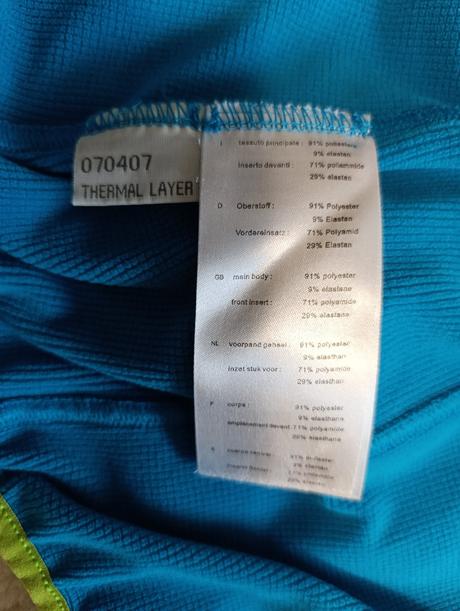 070407
THERMAL LAYER
I tessuto principale: 91% poliestere
9% elastan
inserto davanti: 71% poliammide
29% elastan
D Oberstoff: 91% Polyester
9% Elastan
Vordereinsatz: 71% Polyamid
29% Elastan
GB main body: 91% polyester
9% elastane
front insert: 71% polyamide
29% elastane
NL voorpand geheel: 91% polyester
9% elasthan
inzet stuk voor: 71% polyamide
29% elasthan
F corps: 91% polyester
9% elasthan
emplacement devant: 71% polyamide
29% elasthan